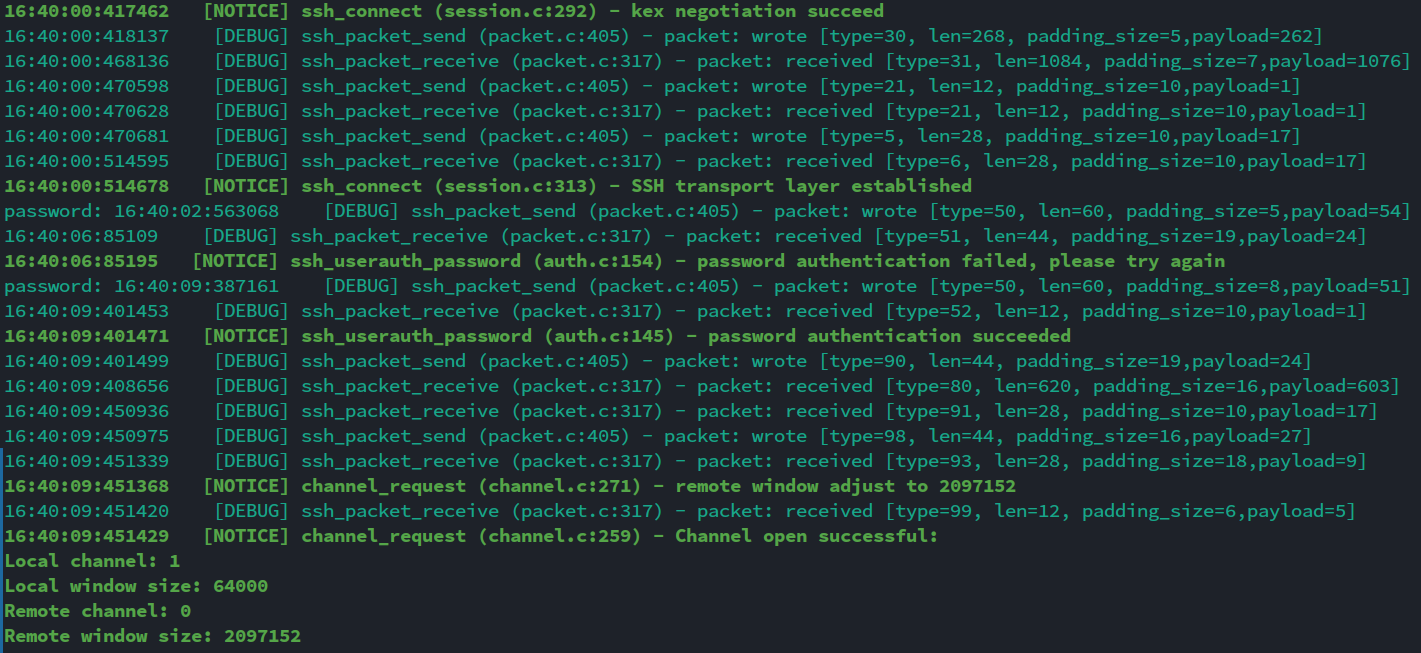 16:40:00:417462   [NOTICE] ssh_connect (session.c:292) - kex negotiation succeed
16:40:00:418137    [DEBUG] ssh_packet_send (packet.c:405) - packet: wrote [type=30, len=268, padding_size=5,payload=262]
16:40:00:468136    [DEBUG] ssh_packet_receive (packet.c:317) - packet: received [type=31, len=1084, padding_size=7,payload=1076]
16:40:00:470598    [DEBUG] ssh_packet_send (packet.c:405) - packet: wrote [type=21, len=12, padding_size=10,payload=1]
16:40:00:470628    [DEBUG] ssh_packet_receive (packet.c:317) - packet: received [type=21, len=12, padding_size=10,payload=1]
16:40:00:470681    [DEBUG] ssh_packet_send (packet.c:405) - packet: wrote [type=5, len=28, padding_size=10,payload=17]
16:40:00:514595    [DEBUG] ssh_packet_receive (packet.c:317) - packet: received [type=6, len=28, padding_size=10,payload=17]
16:40:00:514678   [NOTICE] ssh_connect (session.c:313) - SSH transport layer established
password: 16:40:02:563068    [DEBUG] ssh_packet_send (packet.c:405) - packet: wrote [type=50, len=60, padding_size=5,payload=54]
16:40:06:85109    [DEBUG] ssh_packet_receive (packet.c:317) - packet: received [type=51, len=44, padding_size=19,payload=24]
16:40:06:85195   [NOTICE] ssh_userauth_password (auth.c:154) - password authentication failed, please try again
password: 16:40:09:387161    [DEBUG] ssh_packet_send (packet.c:405) - packet: wrote [type=50, len=60, padding_size=8,payload=51]
16:40:09:401453    [DEBUG] ssh_packet_receive (packet.c:317) - packet: received [type=52, len=12, padding_size=10,payload=1]
16:40:09:401471   [NOTICE] ssh_userauth_password (auth.c:145) - password authentication succeeded
16:40:09:401499    [DEBUG] ssh_packet_send (packet.c:405) - packet: wrote [type=90, len=44, padding_size=19,payload=24]
16:40:09:408656    [DEBUG] ssh_packet_receive (packet.c:317) - packet: received [type=80, len=620, padding_size=16,payload=603]
16:40:09:450936    [DEBUG] ssh_packet_receive (packet.c:317) - packet: received [type=91, len=28, padding_size=10,payload=17]
16:40:09:450975    [DEBUG] ssh_packet_send (packet.c:405) - packet: wrote [type=98, len=44, padding_size=16,payload=27]
16:40:09:451339    [DEBUG] ssh_packet_receive (packet.c:317) - packet: received [type=93, len=28, padding_size=18,payload=9]
16:40:09:451368   [NOTICE] channel_request (channel.c:271) - remote window adjust to 2097152
16:40:09:451420    [DEBUG] ssh_packet_receive (packet.c:317) - packet: received [type=99, len=12, padding_size=6,payload=5]
16:40:09:451429   [NOTICE] channel_request (channel.c:259) - Channel open successful:
Local channel: 1
Local window size: 64000
Remote channel: 0
Remote window size: 2097152